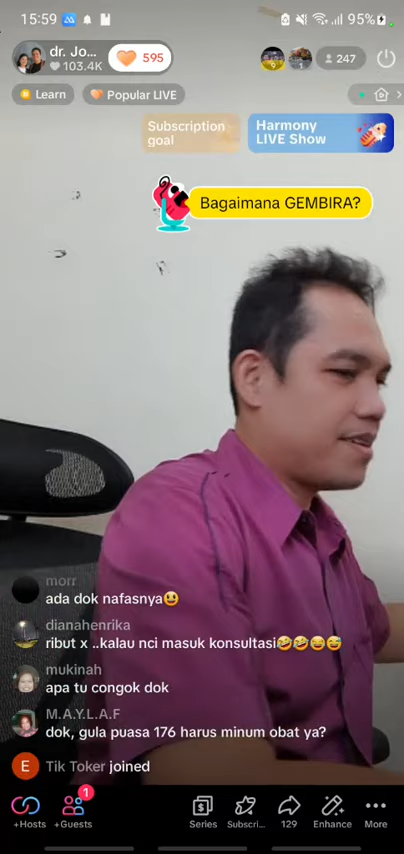 15:59
95%
dr. Jo...
103.4K
595
9
1
247
Learn
Popular LIVE
Subscription
goal
Harmony
LIVE Show
Bagaimana GEMBIRA?
morr
ada dok nafasnya😃
dianahenrika
ribut x ..kalau nci masuk konsultasi🤣🤣😂😅
mukinah
apa tu congok dok
M.A.Y.L.A.F
dok, gula puasa 176 harus minum obat ya?
E
Tik Toker joined
1
+Hosts
+Guests
Series
Subscri...
129
Enhance
More